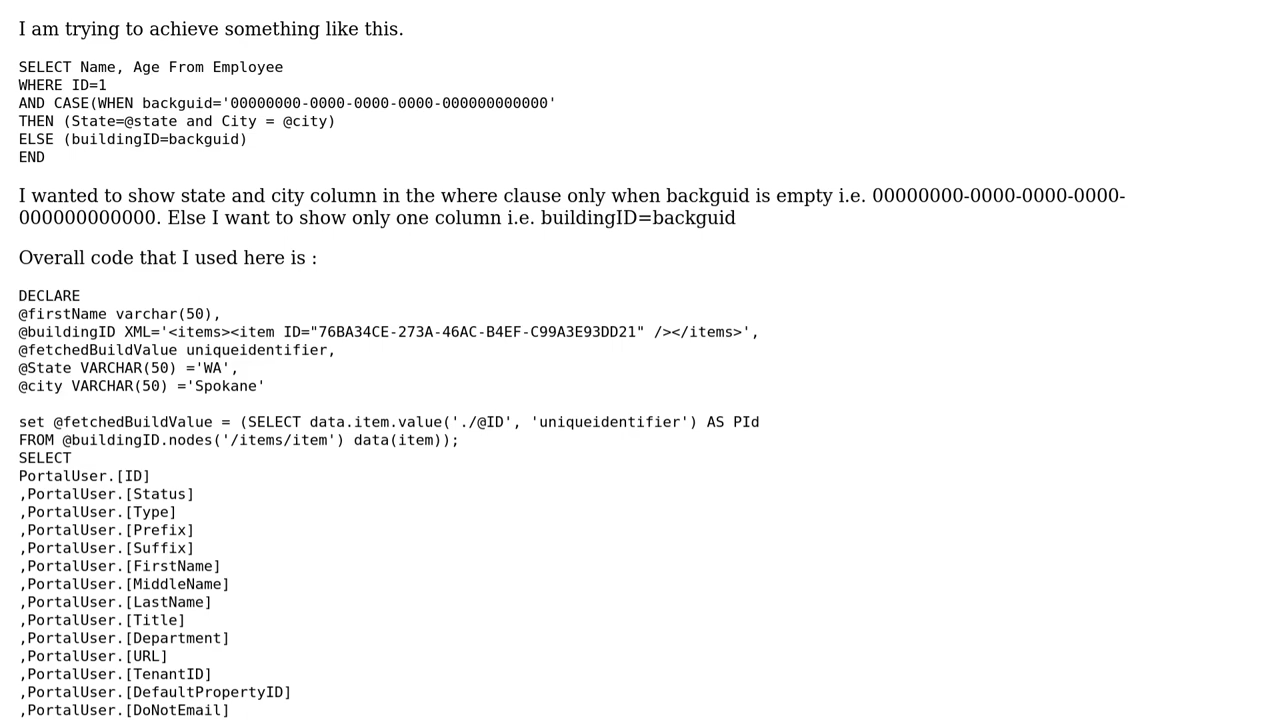 I am trying to achieve something like this.
SELECT Name, Age From Employee
WHERE ID=1
AND CASE(WHEN backguid='00000000-0000-0000-0000-000000000000'
THEN (State=@state and City = @city)
ELSE (buildingID=backguid)
END
I wanted to show state and city column in the where clause only when backguid is empty i.e. 00000000-0000-0000-0000-
000000000000. Else I want to show only one column i.e. buildingID=backguid
Overall code that I used here is :
DECLARE
@firstName varchar(50),
@buildingID XML='<items><item ID="76BA34CE-273A-46AC-B4EF-C99A3E93DD21" /></items>',
@fetchedBuildValue uniqueidentifier,
@State VARCHAR(50) ='WA',
@city VARCHAR(50) ='Spokane'
set @fetchedBuildValue = (SELECT data.item.value('./@ID', 'uniqueidentifier') AS PId
FROM @buildingID.nodes('/items/item') data(item));
SELECT
PortalUser.[ID]
,PortalUser.[Status]
,PortalUser.[Type]
,PortalUser.[Prefix]
,PortalUser.[Suffix]
,PortalUser.[FirstName]
,PortalUser.[MiddleName]
,PortalUser.[LastName]
,PortalUser.[Title]
,PortalUser.[Department]
,PortalUser.[URL]
,PortalUser.[TenantID]
,PortalUser.[DefaultPropertyID]
,PortalUser.[DoNotEmail]